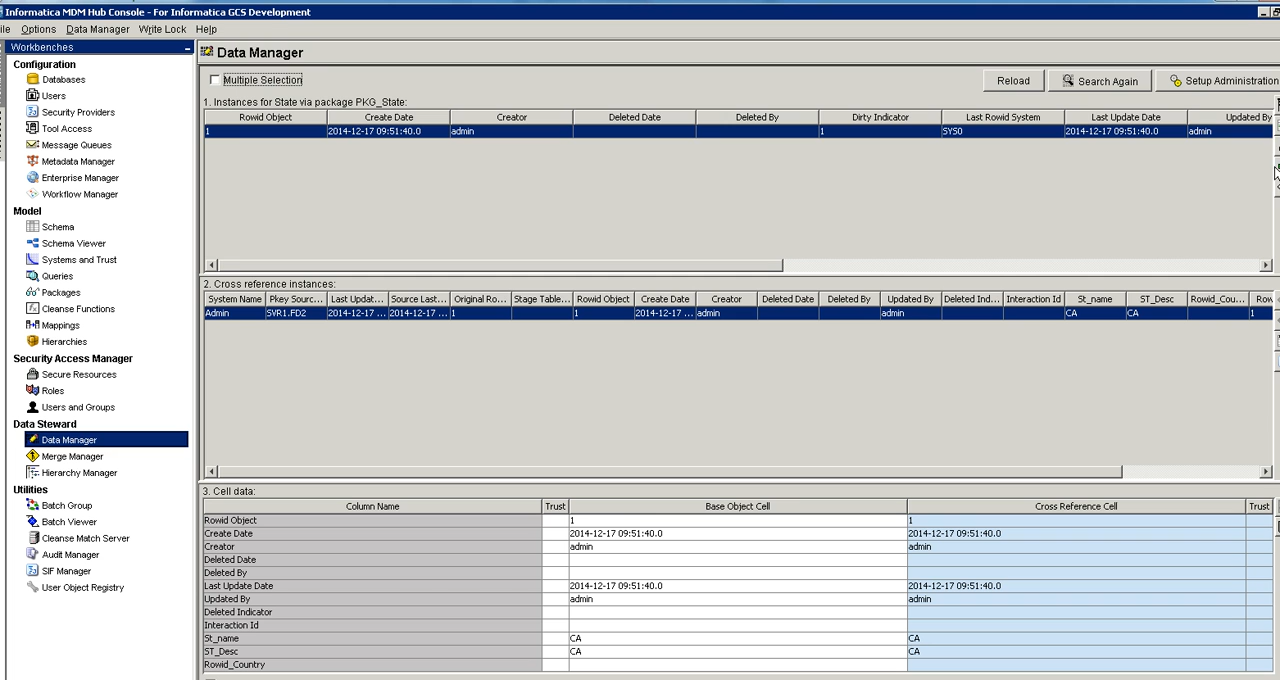 Informatica MDM Hub Console - For Informatica GCS Development
ile Options Data Manager Write Lock Help
Workbenches
Configuration
Databases
Users
Security Providers
Tool Access
Message Queues
Metadata Manager
Enterprise Manager
Workflow Manager
Model
Schema
Schema Viewer
Systems and Trust
Queries
Packages
Cleanse Functions
Mappings
Hierarchies
Security Access Manager
Secure Resources
Roles
Users and Groups
Data Steward
Data Manager
Merge Manager
Hierarchy Manager
Utilities
Batch Group
Batch Viewer
Cleanse Match Server
Audit Manager
SIF Manager
User Object Registry
Data Manager
Multiple Selection
Reload Search Again Setup Administration
1. Instances for State via package PKG_State:
Rowid Object Create Date Creator Deleted Date Deleted By Dirty Indicator Last Rowid System Last Update Date Updated By
1 2014-12-17 09:51:40.0 admin 1 SYS0 2014-12-17 09:51:40.0 admin
2. Cross reference instances:
System Name Pkey Sourc... Last Updat... Source Last... Original Ro... Stage Table... Rowid Object Create Date Creator Deleted Date Deleted By Updated By Deleted Ind... Interaction Id St_name ST_Desc Rowid_Cou... Row
Admin SVR1.FD2 2014-12-17 ... 2014-12-17 ... 1 1 2014-12-17 ... admin admin CA CA 1
3. Cell data:
Column Name Trust Base Object Cell Cross Reference Cell Trust
Rowid Object 1 1
Create Date 2014-12-17 09:51:40.0 2014-12-17 09:51:40.0
Creator admin admin
Deleted Date
Deleted By
Last Update Date 2014-12-17 09:51:40.0 2014-12-17 09:51:40.0
Updated By admin admin
Deleted Indicator
Interaction Id
St_name CA CA
ST_Desc CA CA
Rowid_Country